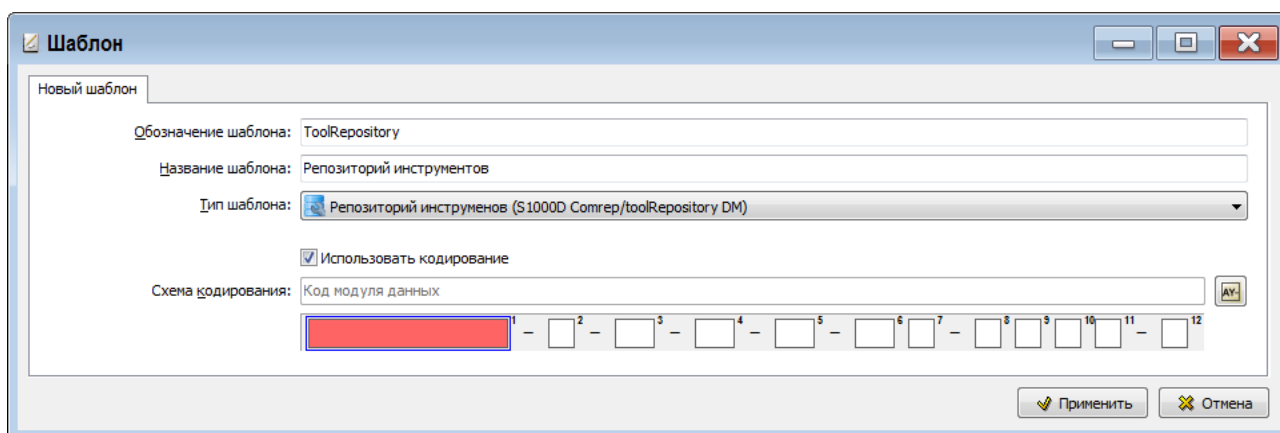 Шаблон
Новый шаблон
Обозначение шаблона: ToolRepository
Название шаблона: Репозиторий инструментов
Тип шаблона: Репозиторий инструменов (S1000D Comrep/toolRepository DM)
Использовать кодирование
Схема кодирования: Код модуля данных AY-
1 – 2 – 3 – 4 – 5 – 6 7 – 8 9 10 11 – 12
Применить Отмена